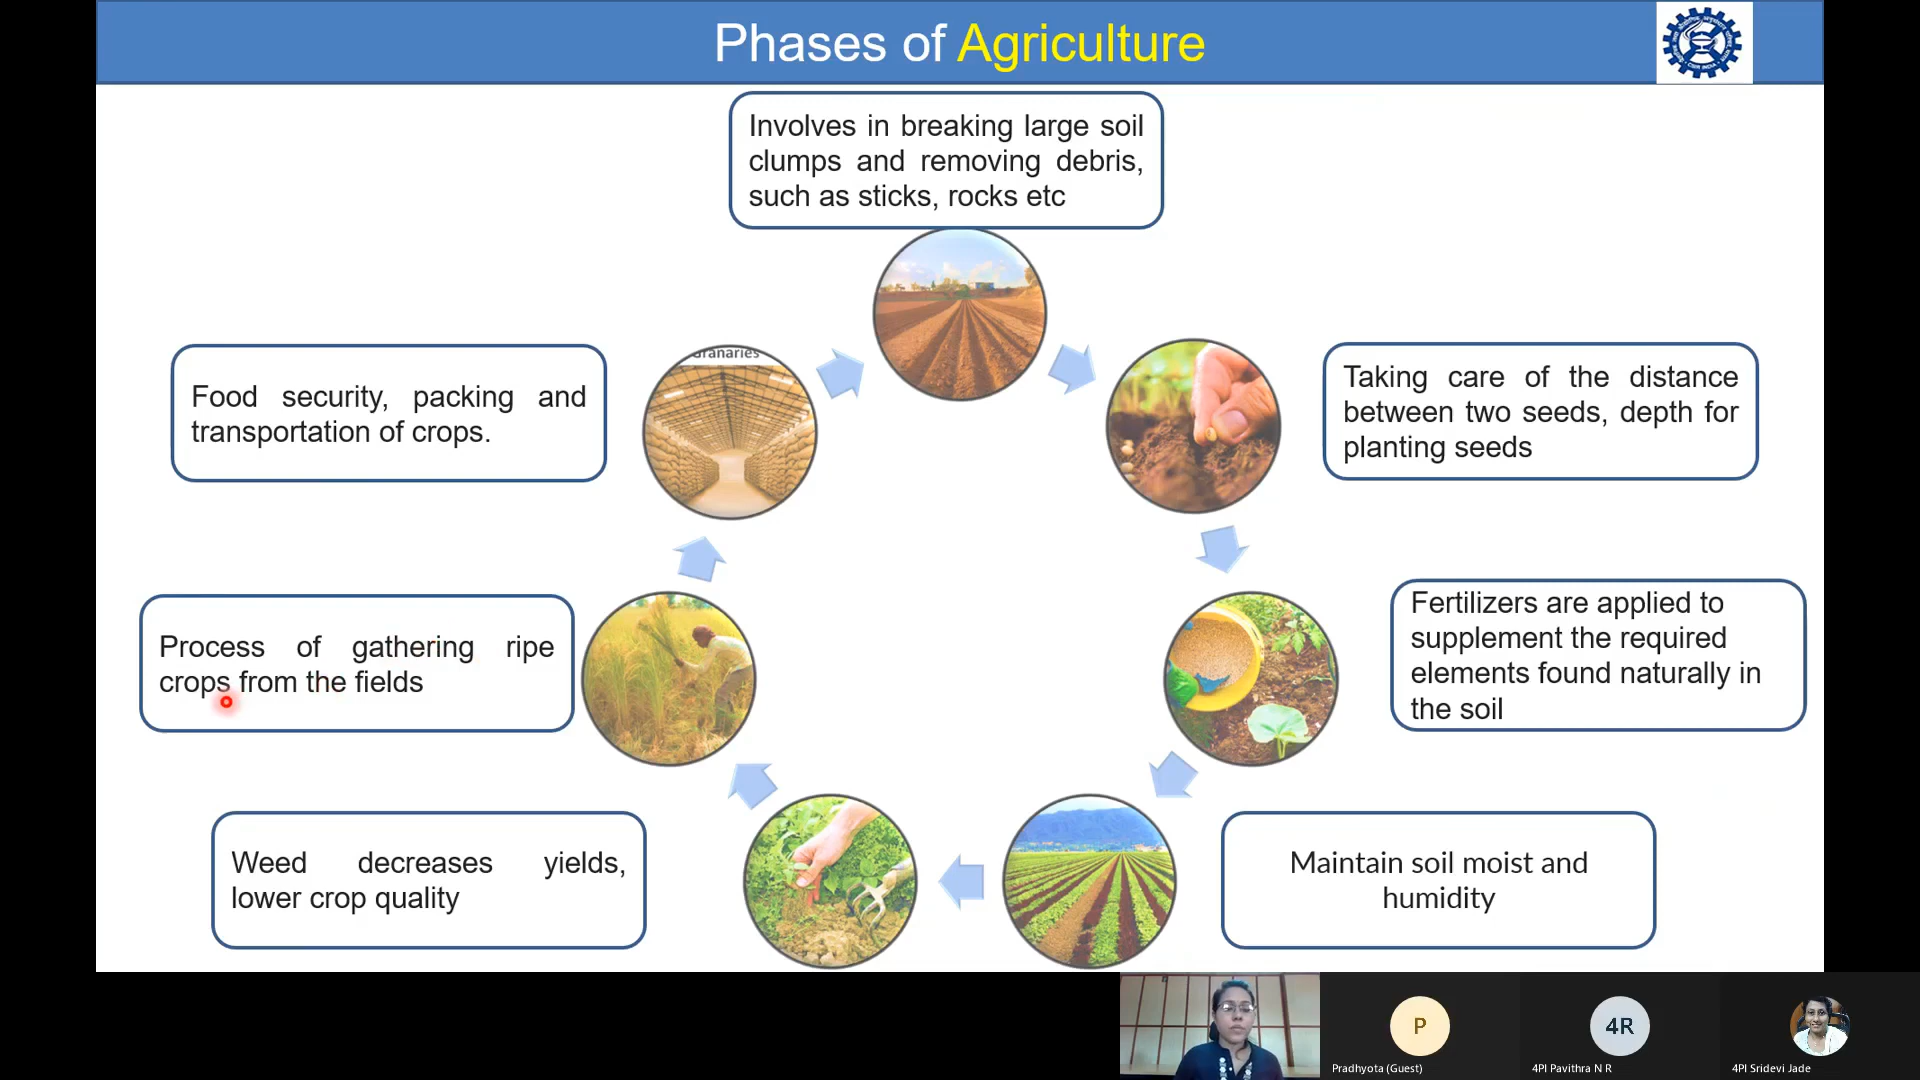 Phases of Agriculture
Involves in breaking large soil
clumps and removing debris,
such as sticks, rocks etc
Food security, packing and
transportation of crops.
Granaries
Taking care of the distance
between two seeds, depth for
planting seeds
Process of gathering ripe
crops from the fields
Fertilizers are applied to
supplement the required
elements found naturally in
the soil
Weed decreases yields,
lower crop quality
Maintain soil moist and
humidity
P
4R
Pradhyota (Guest)
4PI Pavithra N R
4PI Sridevi Jade